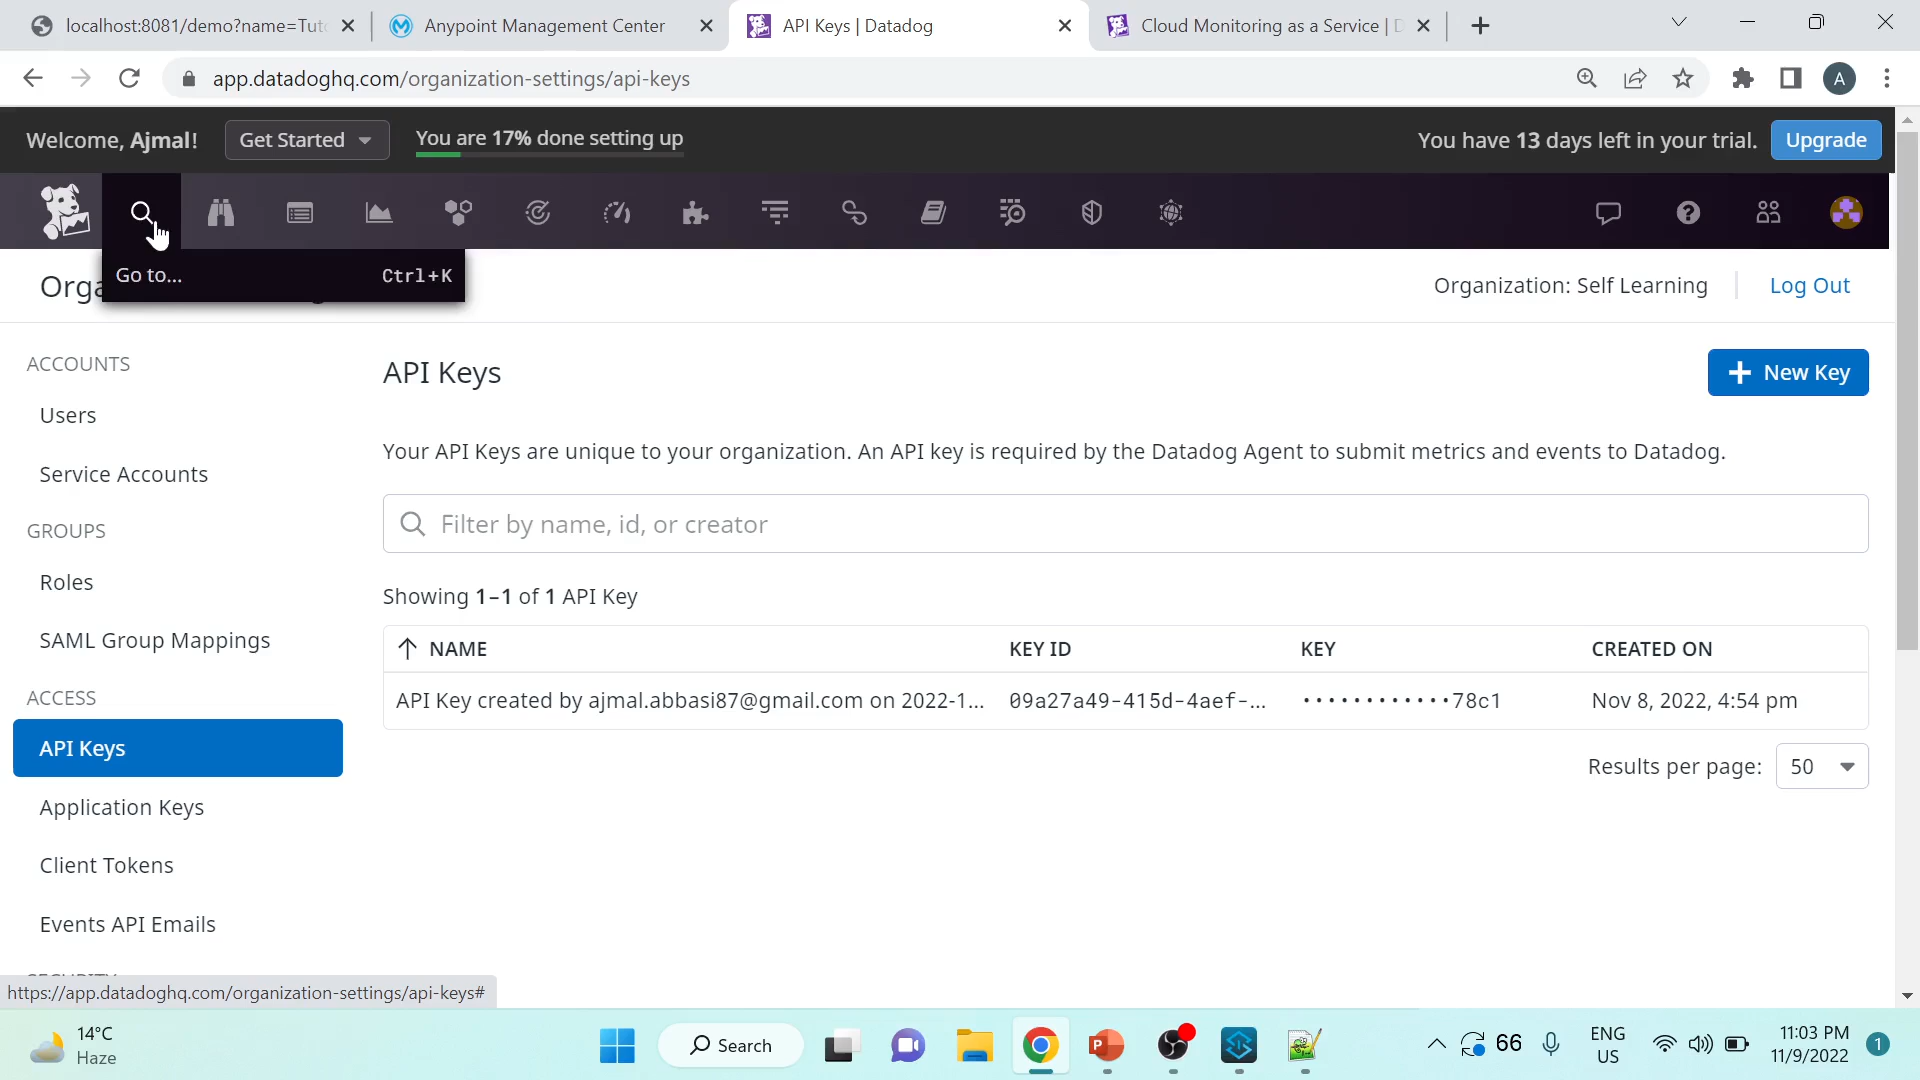 localhost:8081/demo?name=Tuto
Anypoint Management Center
API Keys | Datadog
Cloud Monitoring as a Service | D
app.datadoghq.com/organization-settings/api-keys
A
Welcome, Ajmal!
Get Started
You are 17% done setting up
You have 13 days left in your trial.
Upgrade
Go to...
Ctrl+K
Orga
Organization: Self Learning
Log Out
ACCOUNTS
Users
Service Accounts
GROUPS
Roles
SAML Group Mappings
ACCESS
API Keys
Application Keys
Client Tokens
Events API Emails
API Keys
+ New Key
Your API Keys are unique to your organization. An API key is required by the Datadog Agent to submit metrics and events to Datadog.
Filter by name, id, or creator
Showing 1–1 of 1 API Key
NAME
KEY ID
KEY
CREATED ON
API Key created by ajmal.abbasi87@gmail.com on 2022-1...
09a27a49-415d-4aef-...
············78c1
Nov 8, 2022, 4:54 pm
Results per page:
50
https://app.datadoghq.com/organization-settings/api-keys#
14°C
Haze
Search
66
ENG
US
11:03 PM
11/9/2022
1